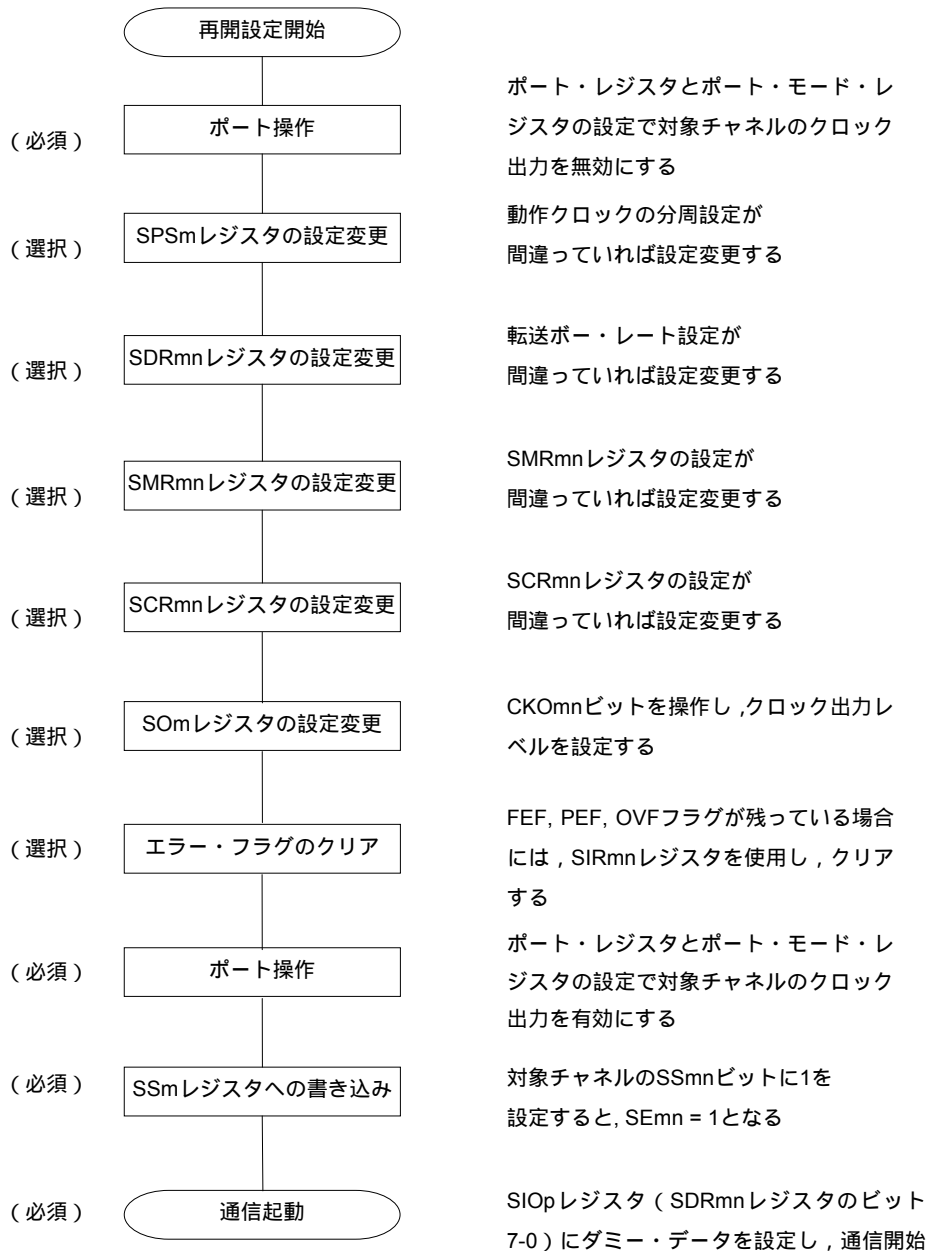 再開設定開始
ポート・レジスタとポート・モード・レ
（必須）
ポート操作
ジスタの設定で対象チャネルのクロック
出力を無効にする
（選択）
SPSmレジスタの設定変更
動作クロックの分周設定が
間違っていれば設定変更する
（選択）
SDRmnレジスタの設定変更
転送ボー・レート設定が
間違っていれば設定変更する
（選択）
SMRmnレジスタの設定変更
SMRmnレジスタの設定が
間違っていれば設定変更する
（選択）
SCRmnレジスタの設定変更
SCRmnレジスタの設定が
間違っていれば設定変更する
（選択）
SOmレジスタの設定変更
CKOmnビットを操作し，クロック出力レ
ベルを設定する
（選択）
エラー・フラグのクリア
FEF, PEF, OVFフラグが残っている場合
には，SIRmnレジスタを使用し，クリア
する
（必須）
ポート操作
ポート・レジスタとポート・モード・レ
ジスタの設定で対象チャネルのクロック
出力を有効にする
（必須）
SSmレジスタへの書き込み
対象チャネルのSSmnビットに1を
設定すると, SEmn = 1となる
（必須）
通信起動
SIOpレジスタ（SDRmnレジスタのビット
7-0）にダミー・データを設定し，通信開始